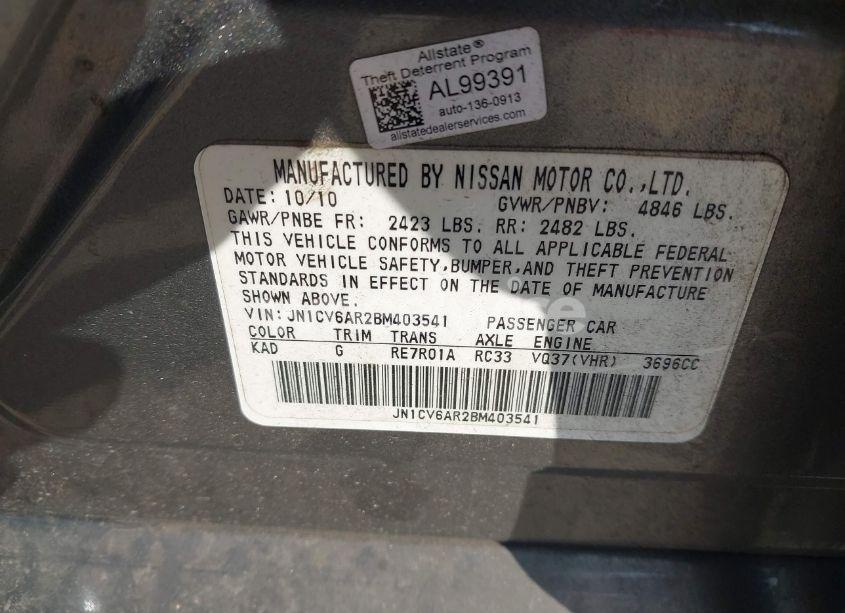 Allstate®
Theft Deterrent Program
AL99391
auto-136-0913
allstatedealerservices.com
MANUFACTURED BY NISSAN MOTOR CO.,LTD.
DATE: 10/10 GVWR/PNBV: 4846 LBS.
GAWR/PNBE FR: 2423 LBS. RR: 2482 LBS.
THIS VEHICLE CONFORMS TO ALL APPLICABLE FEDERAL
MOTOR VEHICLE SAFETY,BUMPER,AND THEFT PREVENTION
STANDARDS IN EFFECT ON THE DATE OF MANUFACTURE
SHOWN ABOVE.
VIN: JN1CV6AR2BM403541 PASSENGER CAR
COLOR TRIM TRANS AXLE ENGINE
KAD G RE7R01A RC33 VQ37(VHR) 3696CC
JN1CV6AR2BM403541